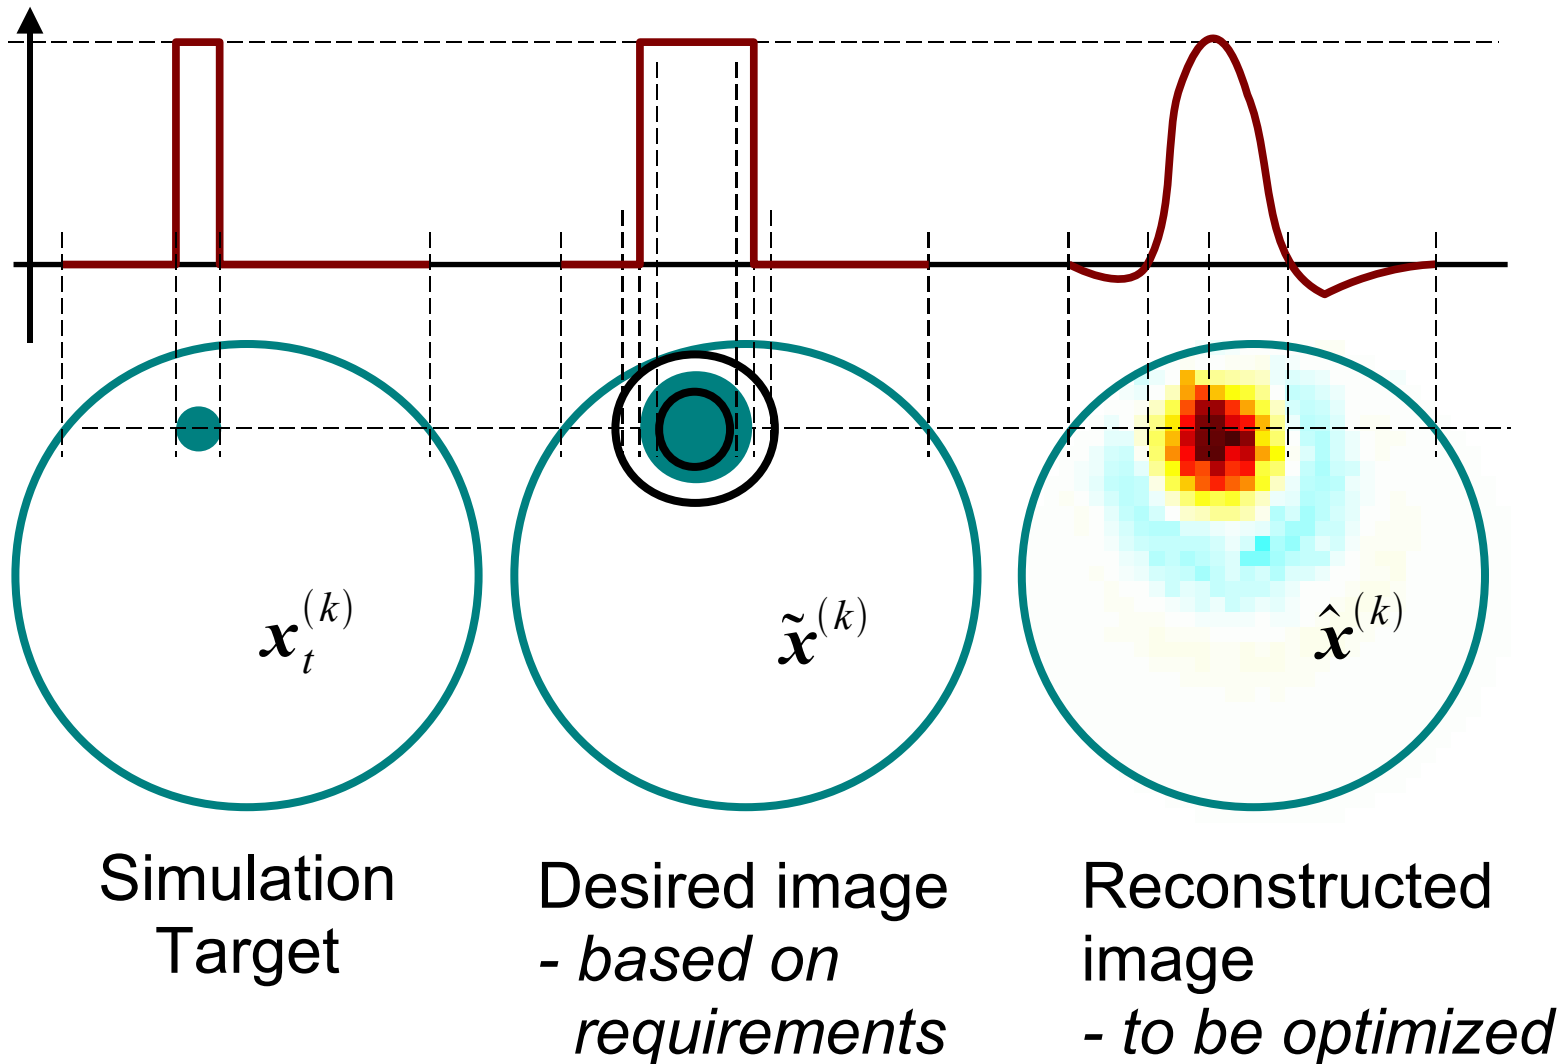 x_t^(k)
x̃^(k)
x̂^(k)
Simulation
Target
Desired image
- based on
requirements
Reconstructed
image
- to be optimized